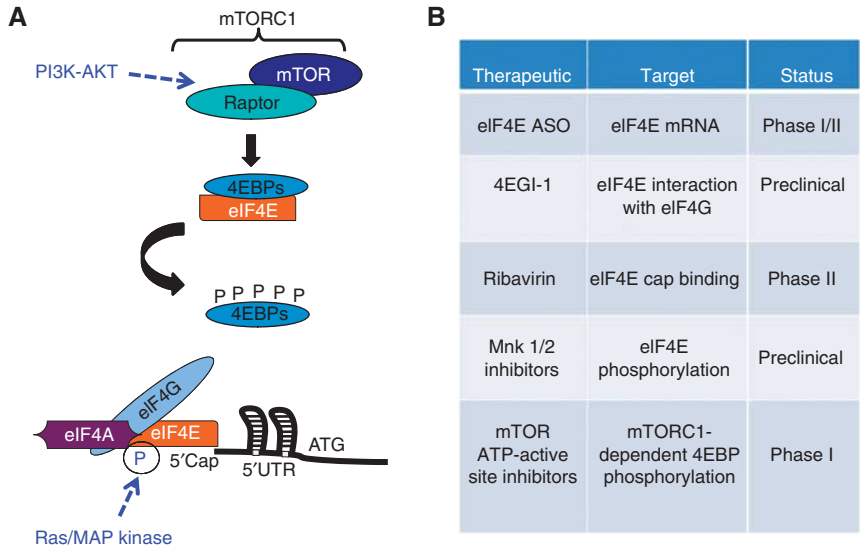 A
mTORC1
PI3K-AKT
mTOR
Raptor
4EBPs
eIF4E
P P P P P
4EBPs
eIF4G
eIF4A
eIF4E
P
5′Cap
5′UTR
ATG
Ras/MAP kinase
B
Therapeutic Target Status
eIF4E ASO eIF4E mRNA Phase I/II
4EGI-1 eIF4E interaction Preclinical
with eIF4G
Ribavirin eIF4E cap binding Phase II
Mnk 1/2 eIF4E Preclinical
inhibitors phosphorylation
mTOR mTORC1-
ATP-active dependent 4EBP Phase I
site inhibitors phosphorylation